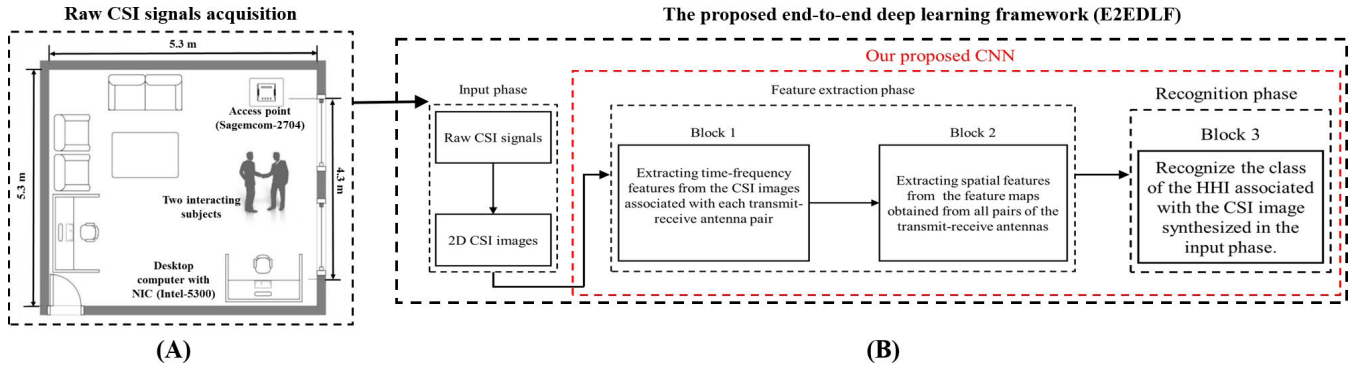 Raw CSI signals acquisition
5.3 m
5.3 m
Access point
(Sagemcom-2704)
4.3 m
Two interacting
subjects
Desktop
computer with
NIC (Intel-5300)
(A)
The proposed end-to-end deep learning framework (E2EDLF)
Our proposed CNN
Input phase
Raw CSI signals
2D CSI images
Feature extraction phase
Block 1
Extracting time-frequency
features from the CSI images
associated with each transmit-
receive antenna pair
Block 2
Extracting spatial features
from the feature maps
obtained from all pairs of the
transmit-receive antennas
Recognition phase
Block 3
Recognize the class
of the HHI associated
with the CSI image
synthesized in the
input phase.
(B)